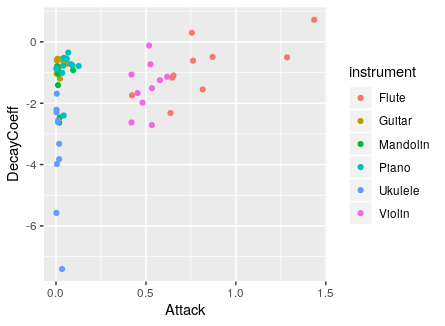 0
-2
-4
-6
DecayCoeff
0.0 0.5 1.0 1.5
Attack
instrument
Flute
Guitar
Mandolin
Piano
Ukulele
Violin